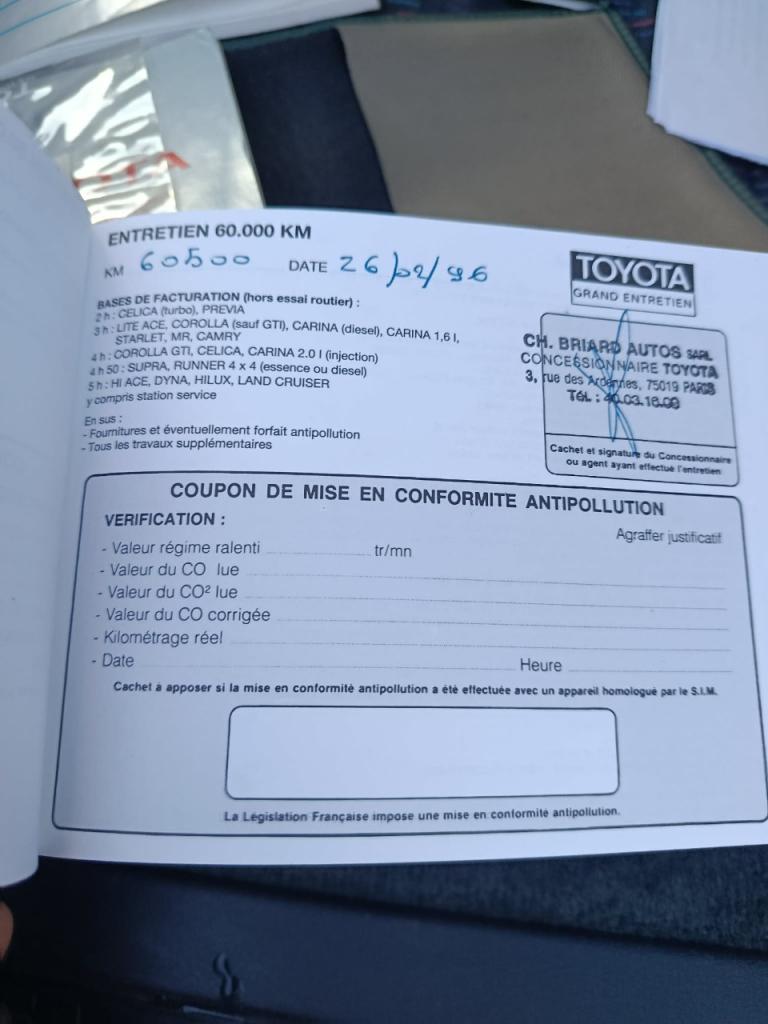 ENTRETIEN 60.000 KM
KM 60500 DATE 26/02/96
BASES DE FACTURATION (hors essai routier) :
2 h : CELICA (turbo), PREVIA
3 h : LITE ACE, COROLLA (sauf GTI), CARINA (diesel), CARINA 1,6 l,
STARLET, MR, CAMRY
4 h : COROLLA GTI, CELICA, CARINA 2.0 l (injection)
4 h 50 : SUPRA, RUNNER 4 x 4 (essence ou diesel)
5 h : HI ACE, DYNA, HILUX, LAND CRUISER
y compris station service
En sus :
- Fournitures et éventuellement forfait antipollution
- Tous les travaux supplémentaires
TOYOTA
GRAND ENTRETIEN
CH. BRIARD AUTOS SARL
CONCESSIONNAIRE TOYOTA
3, rue des Ardennes, 75019 PARIS
Tél. : 40.03.16.00
Cachet et signature du Concessionnaire
ou agent ayant effectué l'entretien
COUPON DE MISE EN CONFORMITE ANTIPOLLUTION
VERIFICATION :
Agraffer justificatif
- Valeur régime ralenti tr/mn
- Valeur du CO lue
- Valeur du CO² lue
- Valeur du CO corrigée
- Kilométrage réel
- Date Heure
Cachet à apposer si la mise en conformité antipollution a été effectuée avec un appareil homologué par le S.I.M.
La Législation Française impose une mise en conformité antipollution.